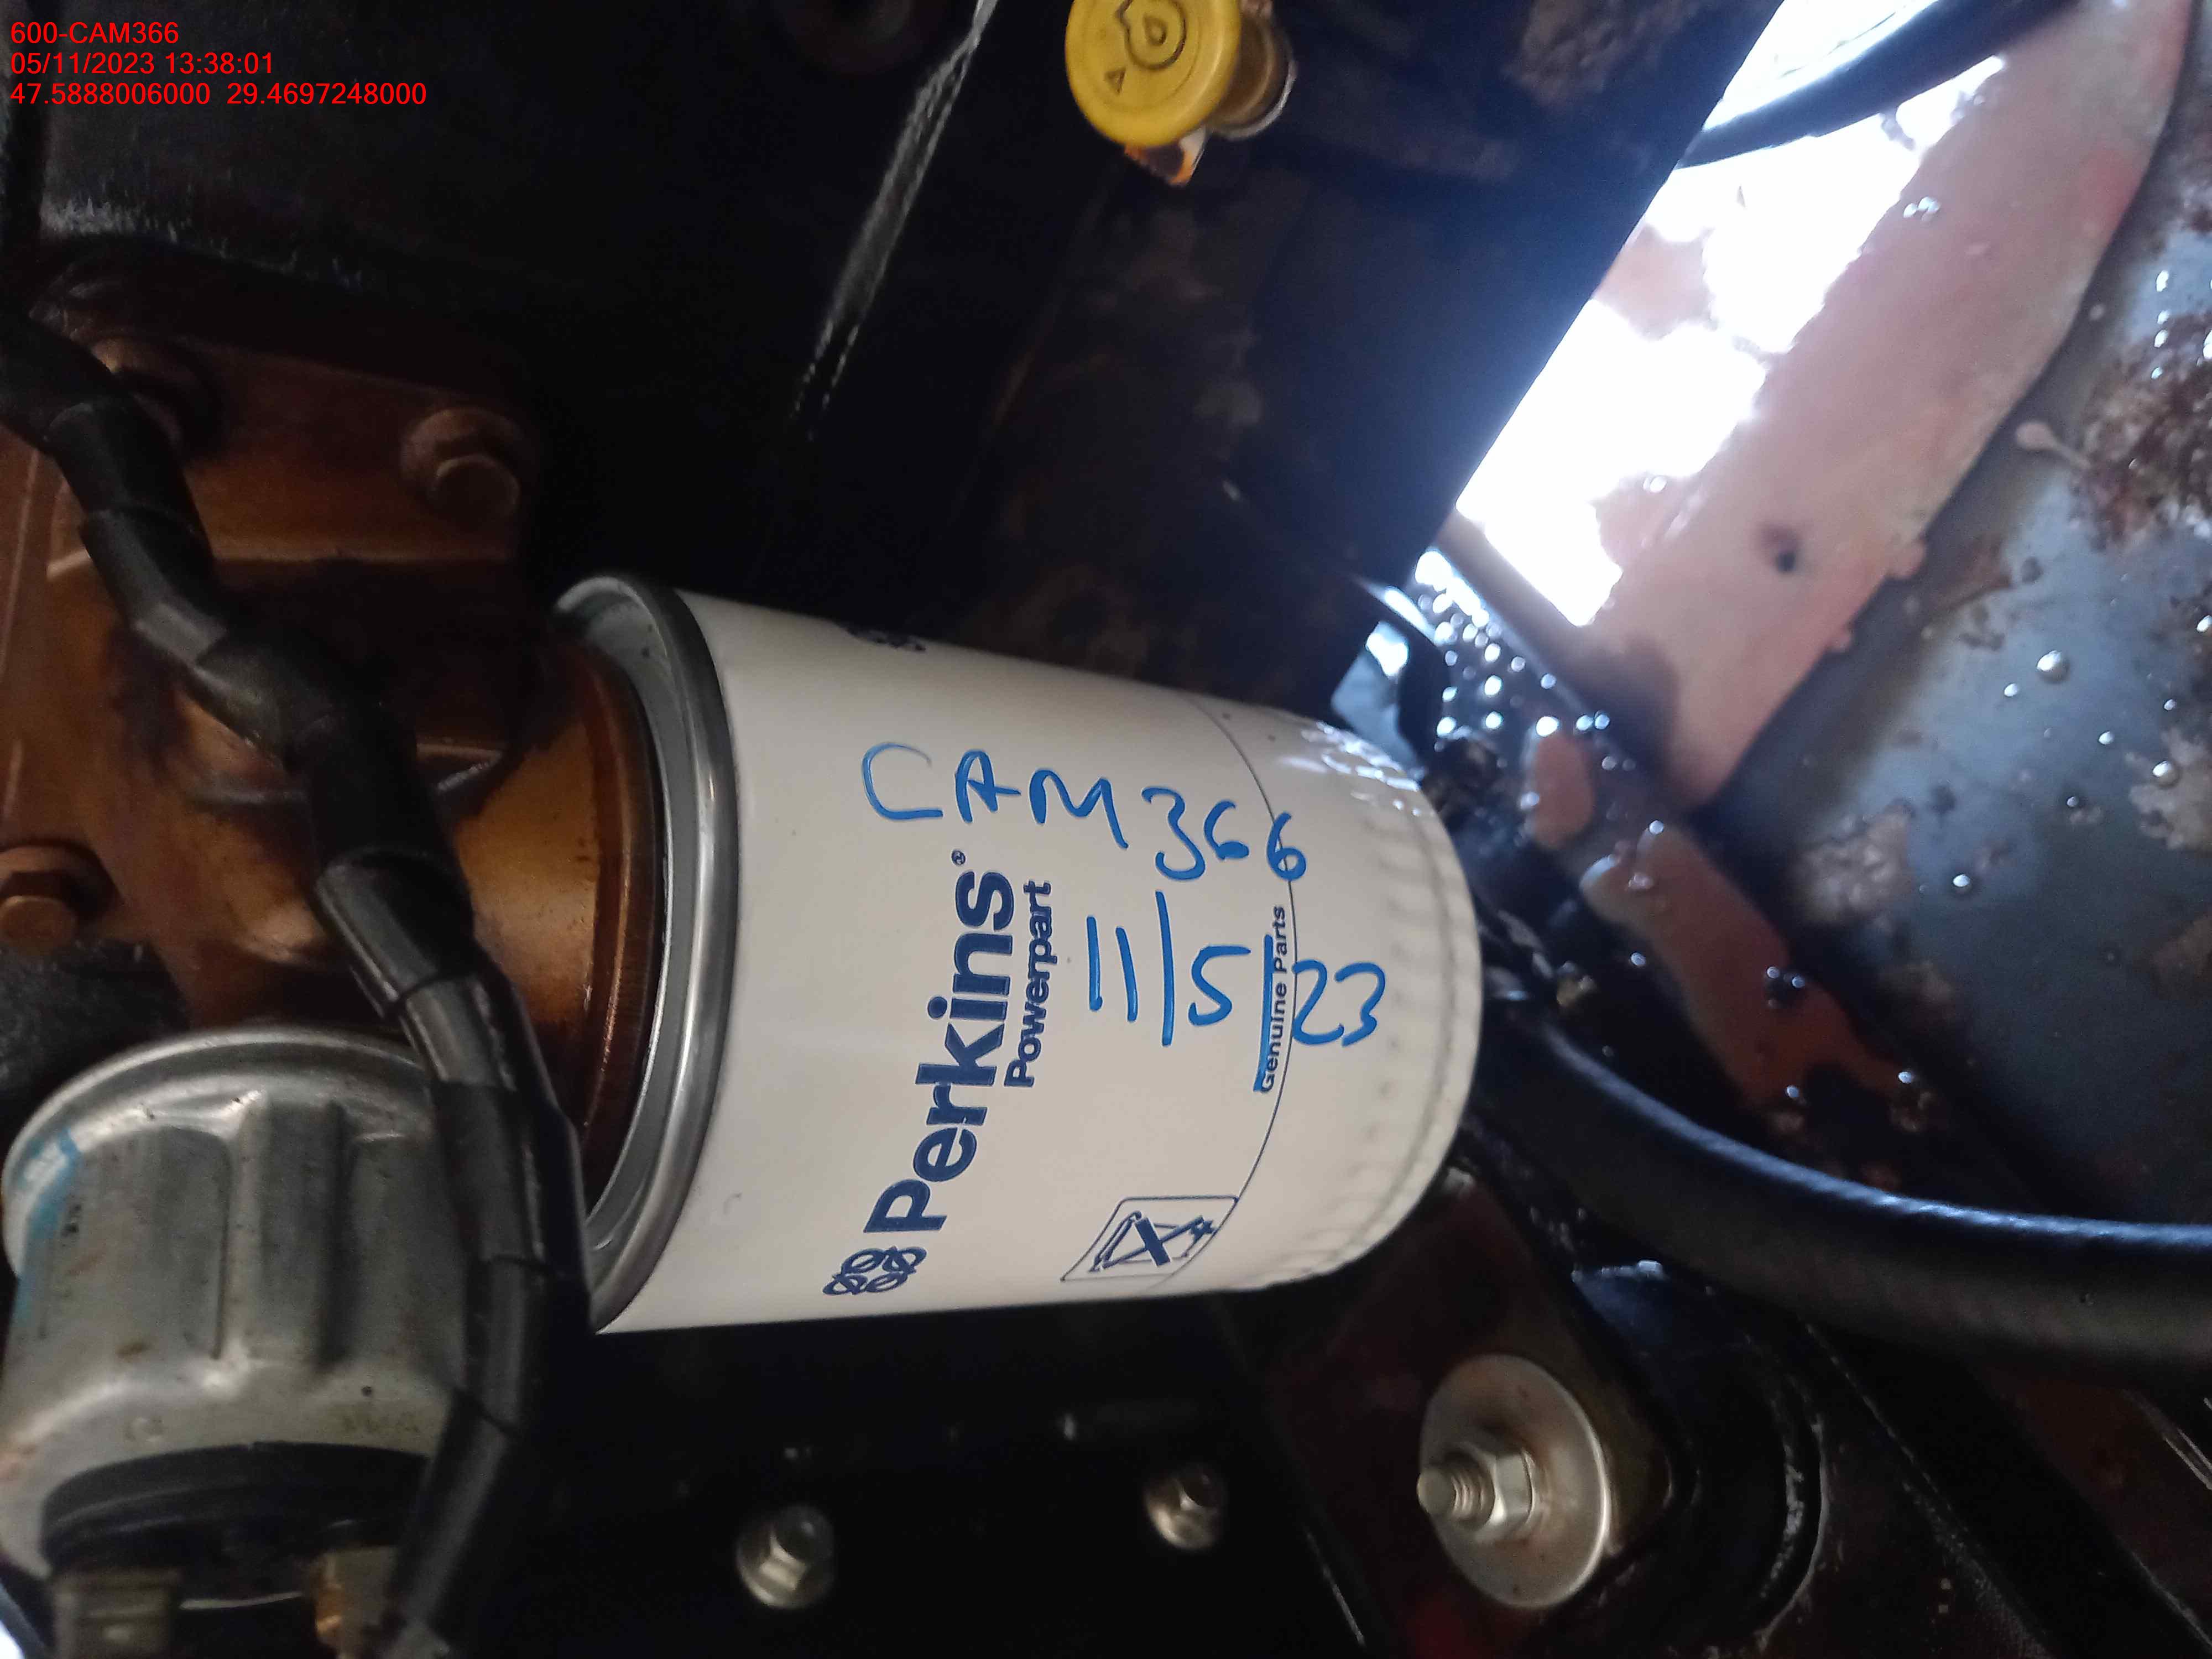 600-CAM366
05/11/2023 13:38:01
47.5888006000 29.4697248000
CAM366
11/5/23
Perkins®
Powerpart
Genuine Parts